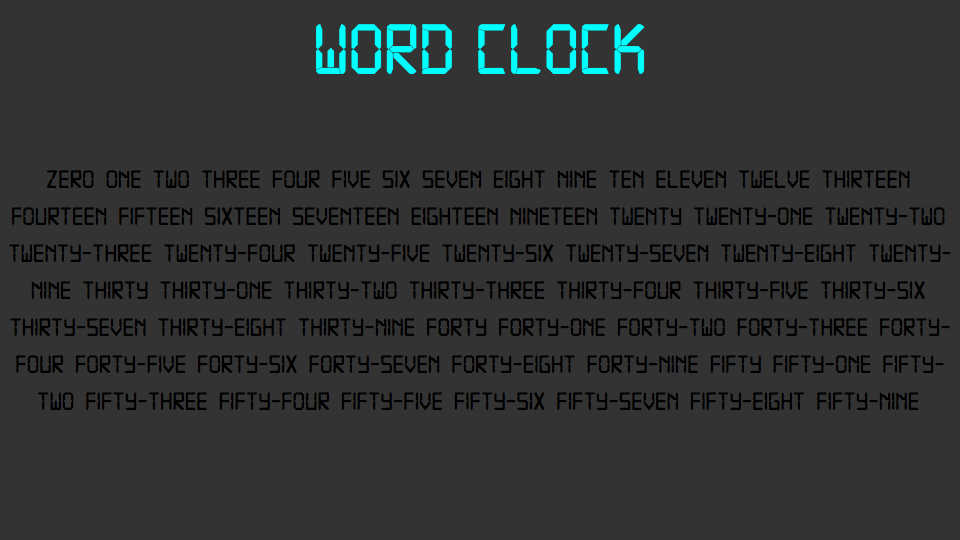 WORD CLOCK
ZERO ONE TWO THREE FOUR FIVE SIX SEVEN EIGHT NINE TEN ELEVEN TWELVE THIRTEEN
FOURTEEN FIFTEEN SIXTEEN SEVENTEEN EIGHTEEN NINETEEN TWENTY TWENTY-ONE TWENTY-TWO
TWENTY-THREE TWENTY-FOUR TWENTY-FIVE TWENTY-SIX TWENTY-SEVEN TWENTY-EIGHT TWENTY-
NINE THIRTY THIRTY-ONE THIRTY-TWO THIRTY-THREE THIRTY-FOUR THIRTY-FIVE THIRTY-SIX
THIRTY-SEVEN THIRTY-EIGHT THIRTY-NINE FORTY FORTY-ONE FORTY-TWO FORTY-THREE FORTY-
FOUR FORTY-FIVE FORTY-SIX FORTY-SEVEN FORTY-EIGHT FORTY-NINE FIFTY FIFTY-ONE FIFTY-
TWO FIFTY-THREE FIFTY-FOUR FIFTY-FIVE FIFTY-SIX FIFTY-SEVEN FIFTY-EIGHT FIFTY-NINE